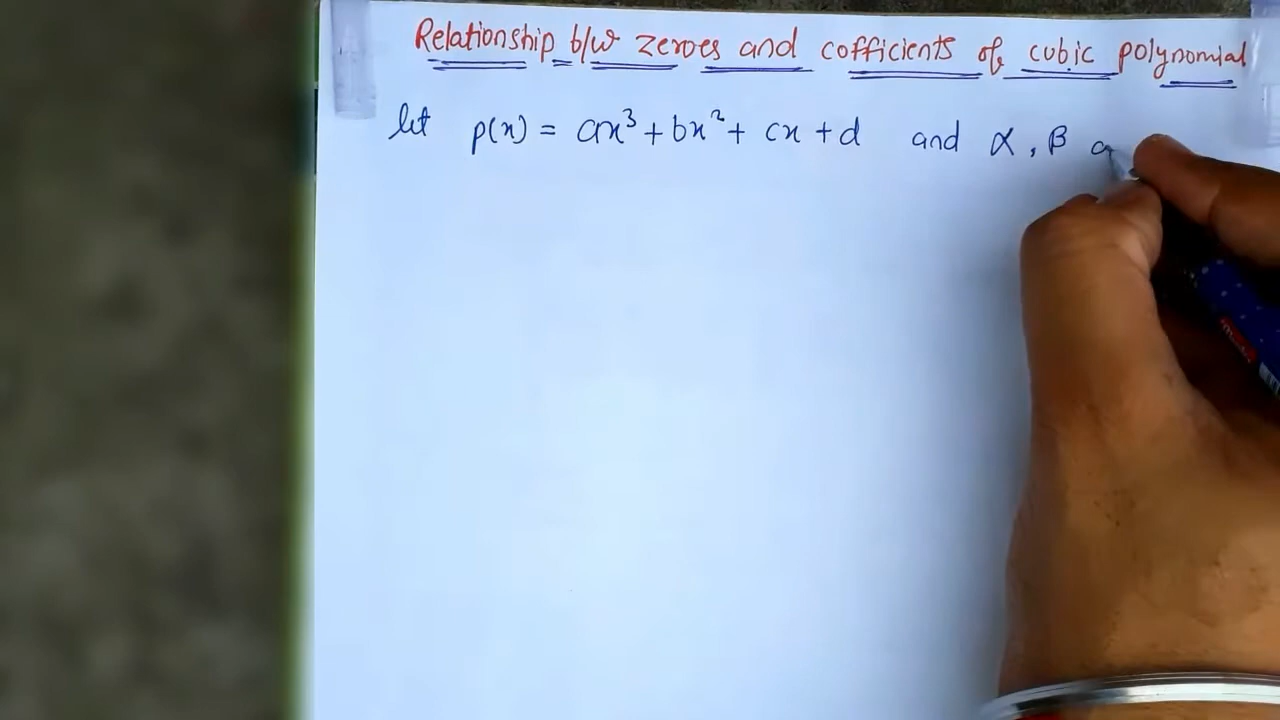 Relationship b/w zeroes and cofficients of cubic polynomial
let p(x) = ax³ + bx² + cx + d and α, β a